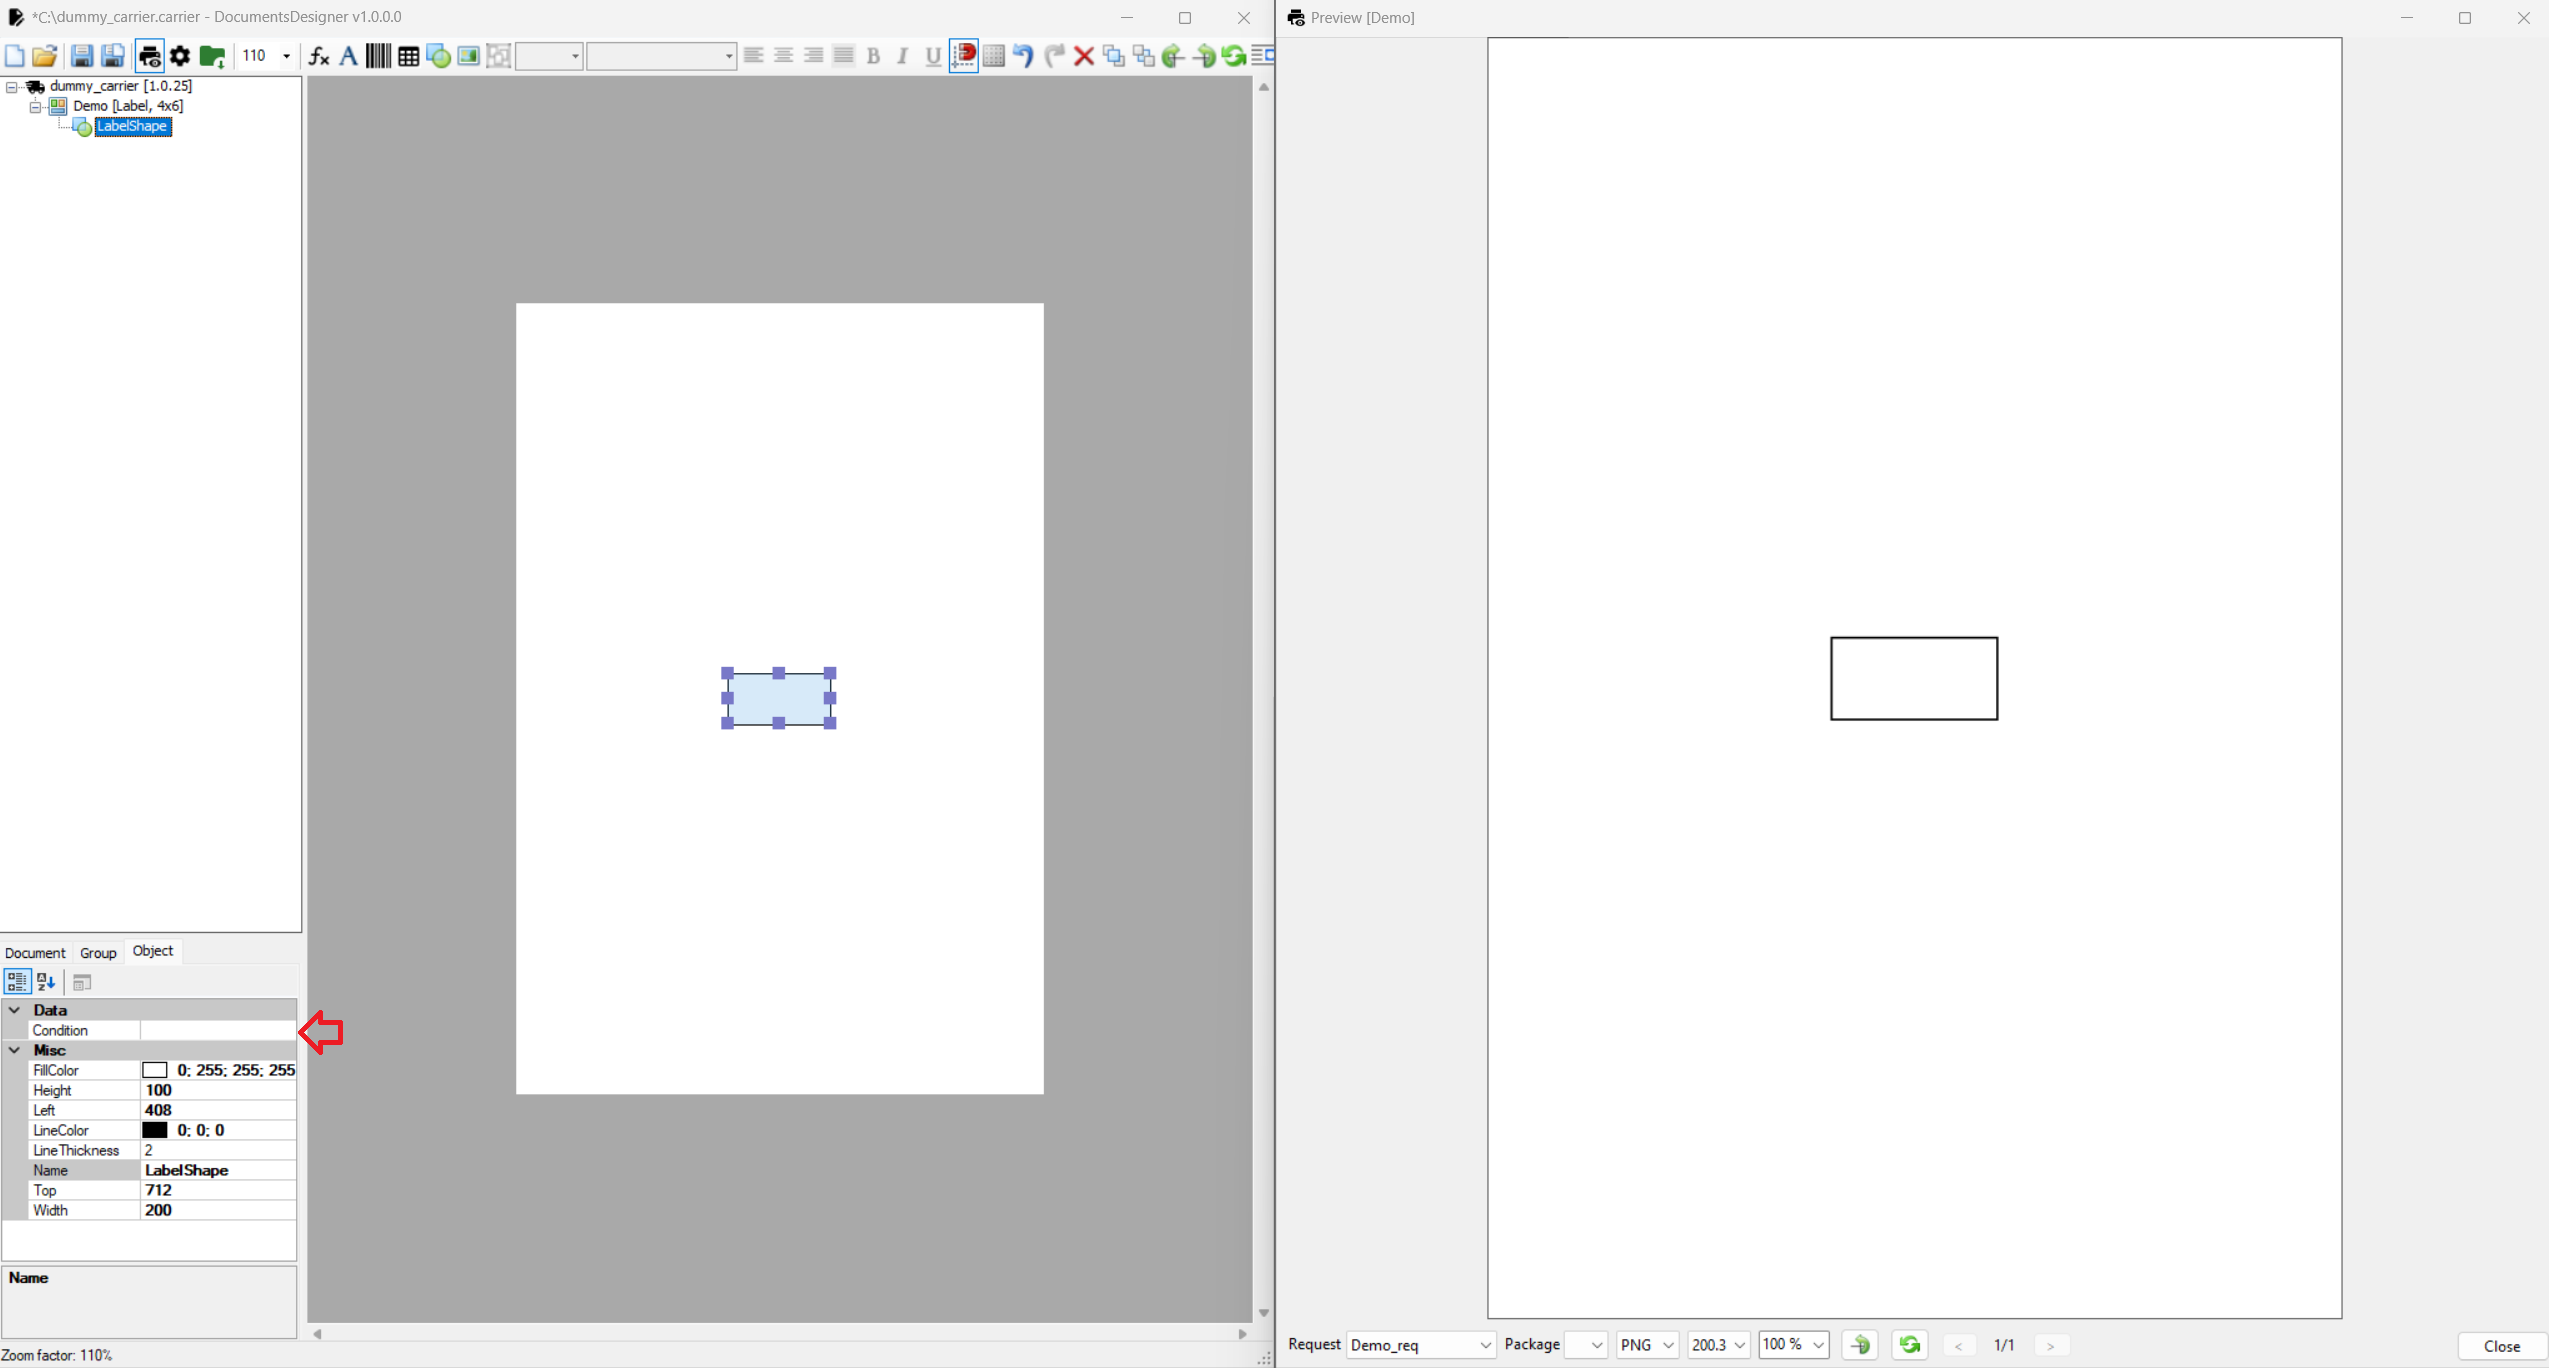 *C:\dummy_carrier.carrier - DocumentsDesigner v1.0.0.0
110
B I U
dummy_carrier [1.0.25]
Demo [Label, 4x6]
LabelShape
Document Group Object
Data
Condition
Misc
FillColor 0; 255; 255; 255
Height 100
Left 408
LineColor 0; 0; 0
LineThickness 2
Name LabelShape
Top 712
Width 200
Name
Zoom factor: 110%
Preview [Demo]
Request Demo_req Package PNG 200.3 100 % < 1/1 > Close